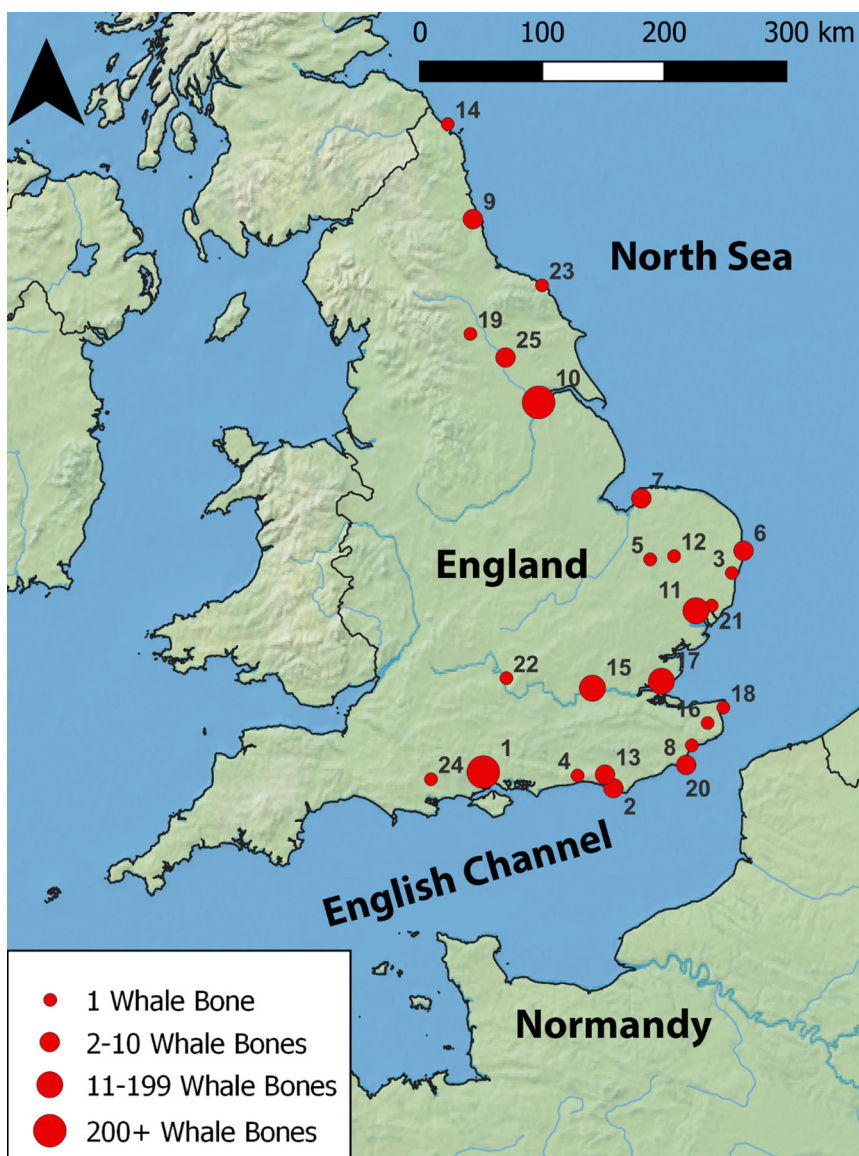 0 100 200 300 km
14
9
North Sea
23
19
25
10
7
6
5 12
3
England
11
21
22
15
17
18
16
1
8
24
4
13
20
2
English Channel
Normandy
1 Whale Bone
2-10 Whale Bones
11-199 Whale Bones
200+ Whale Bones